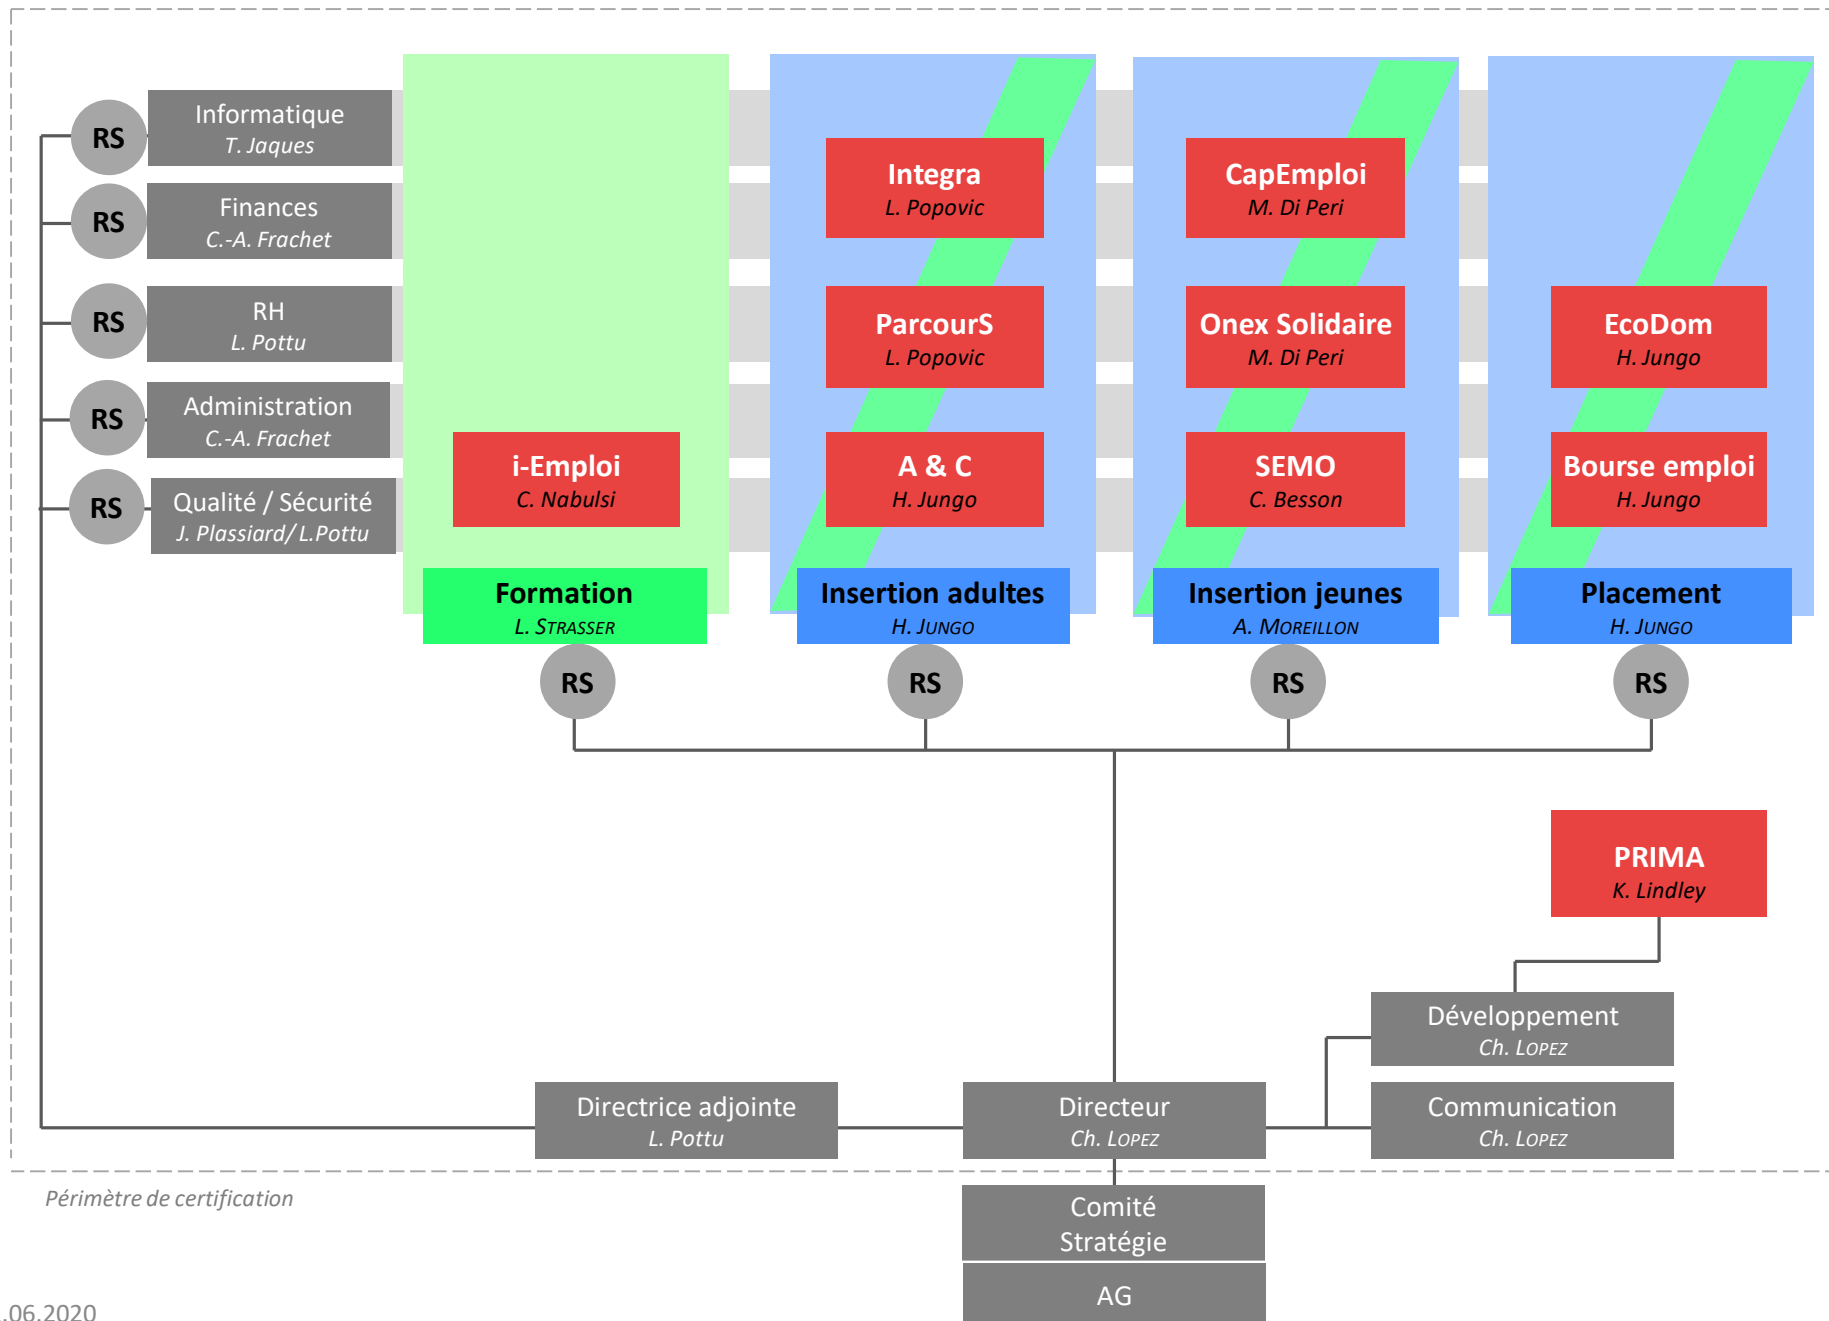 RS
Informatique
T. Jaques
RS
Finances
C.-A. Frachet
RS
RH
L. Pottu
RS
Administration
C.-A. Frachet
RS
Qualité / Sécurité
J. Plassiard/ L.Pottu
i-Emploi
C. Nabulsi
Formation
L. STRASSER
RS
Integra
L. Popovic
ParcourS
L. Popovic
A & C
H. Jungo
Insertion adultes
H. JUNGO
RS
CapEmploi
M. Di Peri
Onex Solidaire
M. Di Peri
SEMO
C. Besson
Insertion jeunes
A. MOREILLON
RS
EcoDom
H. Jungo
Bourse emploi
H. Jungo
Placement
H. JUNGO
RS
PRIMA
K. Lindley
Développement
Ch. LOPEZ
Directrice adjointe
L. Pottu
Directeur
Ch. LOPEZ
Communication
Ch. LOPEZ
Périmètre de certification
Comité
Stratégie
AG
.06.2020